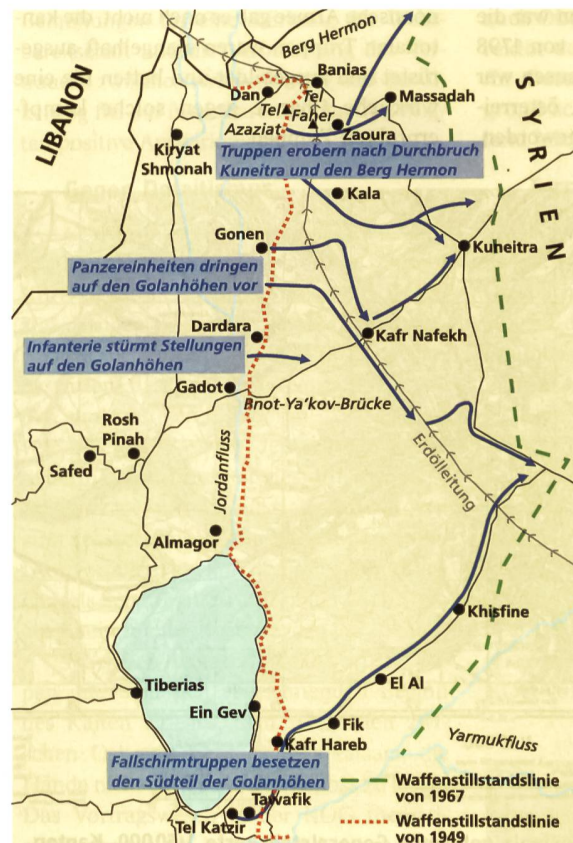 Berg Hermon
LIBANON
SYRIEN
Banias
Dan
Tel
Azaziat
Tel
Faher
Massadah
Zaoura
Kiryat
Shmonah
Truppen erobern nach Durchbruch
Kuneitra und den Berg Hermon
Kala
Gonen
Kuneitra
Panzereinheiten dringen
auf den Golanhöhen vor
Dardara
Kafr Nafekh
Infanterie stürmt Stellungen
auf den Golanhöhen
Gadot
Bnot-Ya‘kov-Brücke
Rosh
Pinah
Safed
Jordanfluss
Erdölleitung
Almagor
Khisfine
Tiberias
El Al
Ein Gev
Fik
Kafr Hareb
Yarmukfluss
Fallschirmtruppen besetzen
den Südteil der Golanhöhen
Tawafik
Tel Katzir
Waffenstillstandslinie
von 1967
Waffenstillstandslinie
von 1949